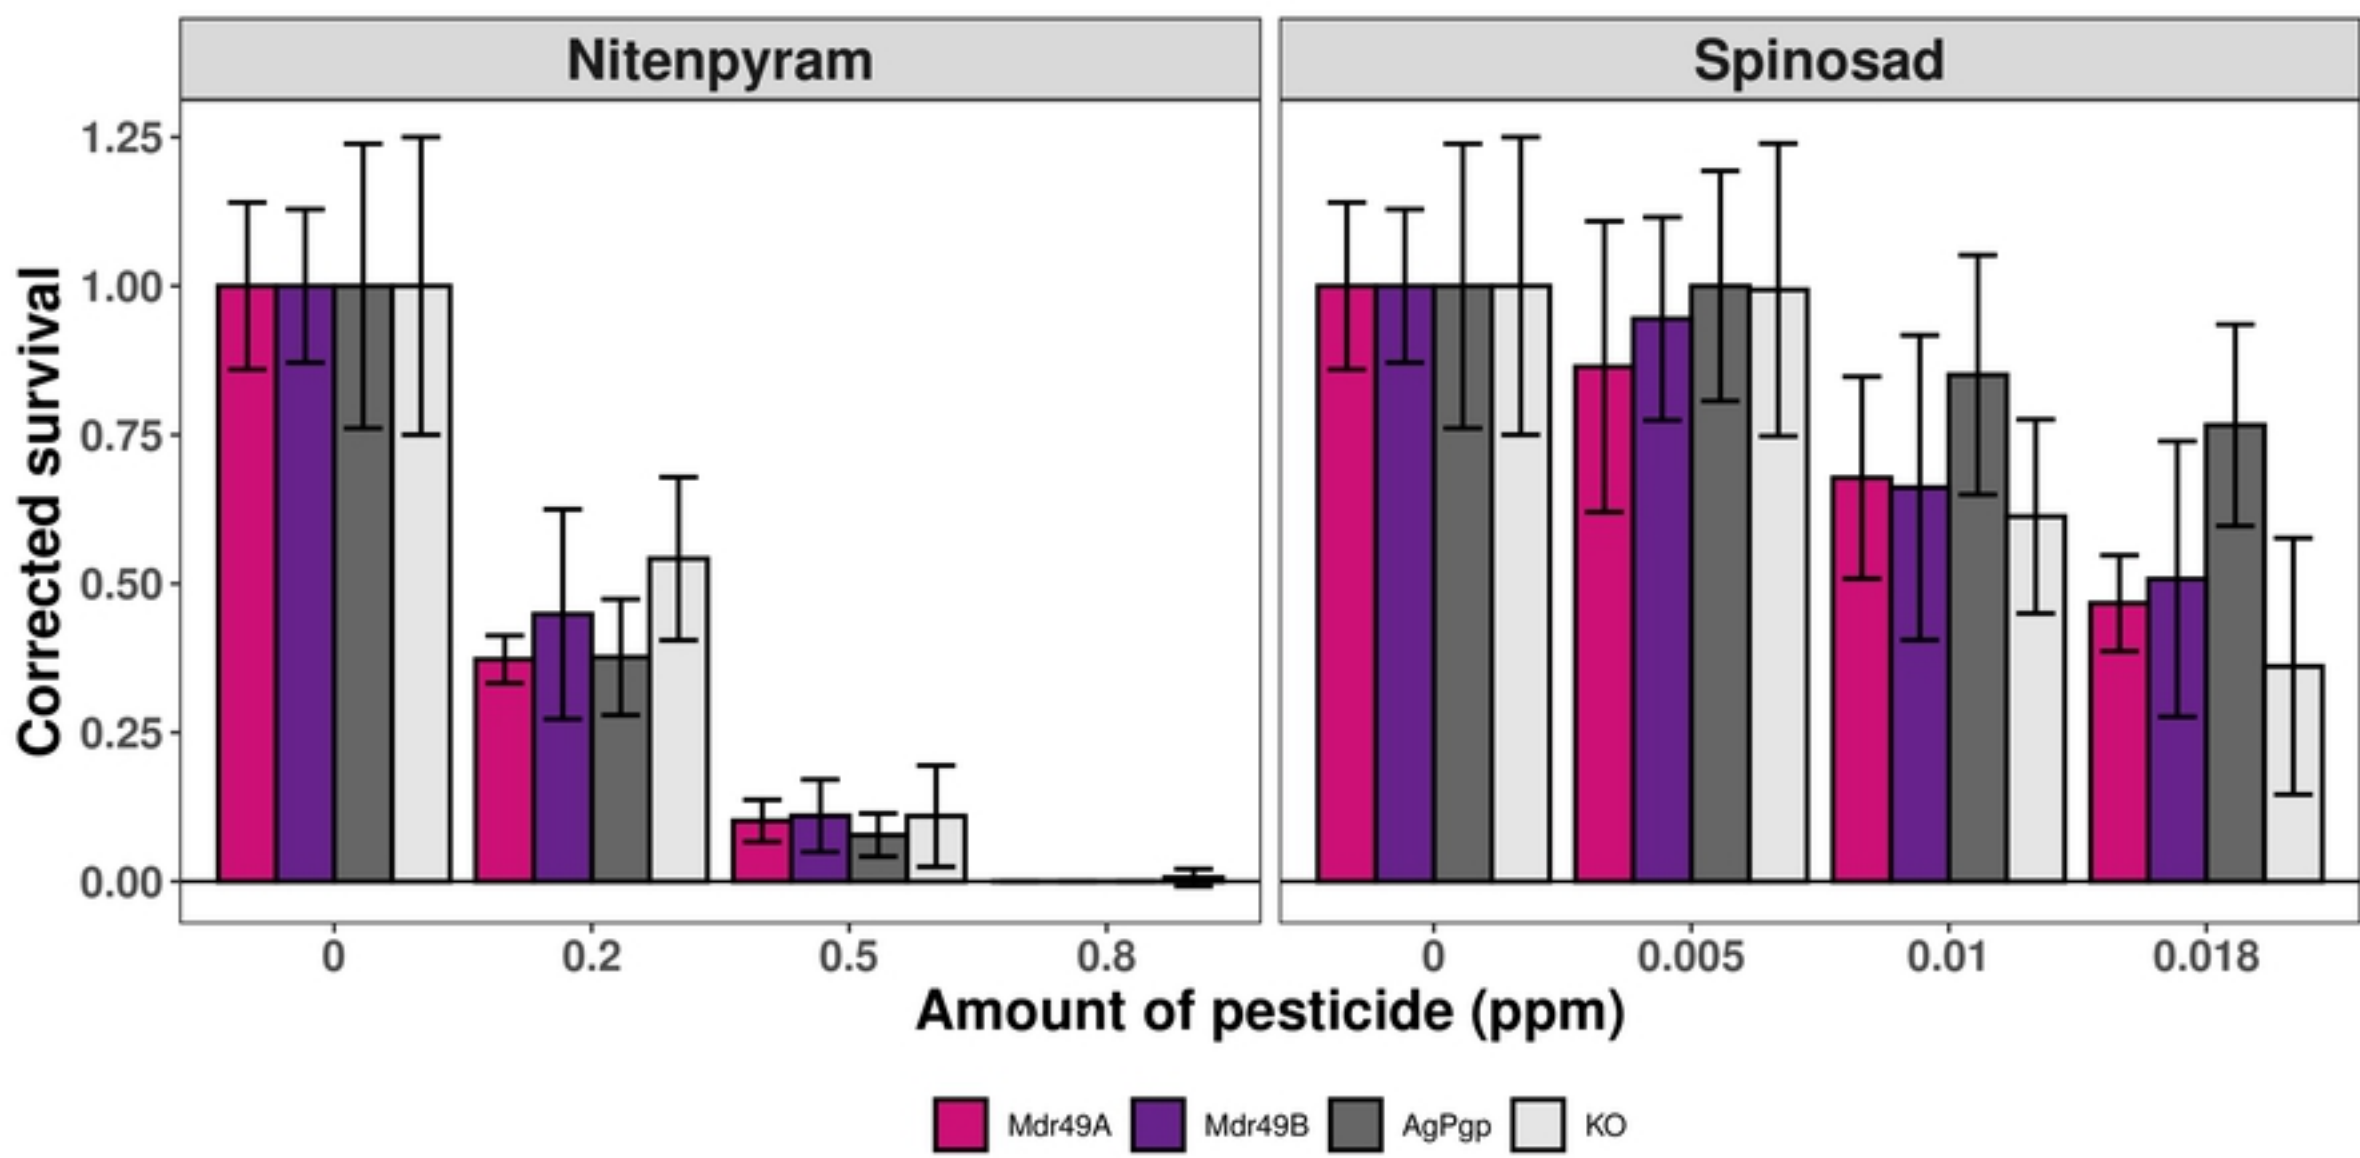 Nitenpyram Spinosad
Corrected survival
1.25
1.00
0.75
0.50
0.25
0.00
0 0.2 0.5 0.8 0 0.005 0.01 0.018
Amount of pesticide (ppm)
Mdr49A Mdr49B AgPgp KO